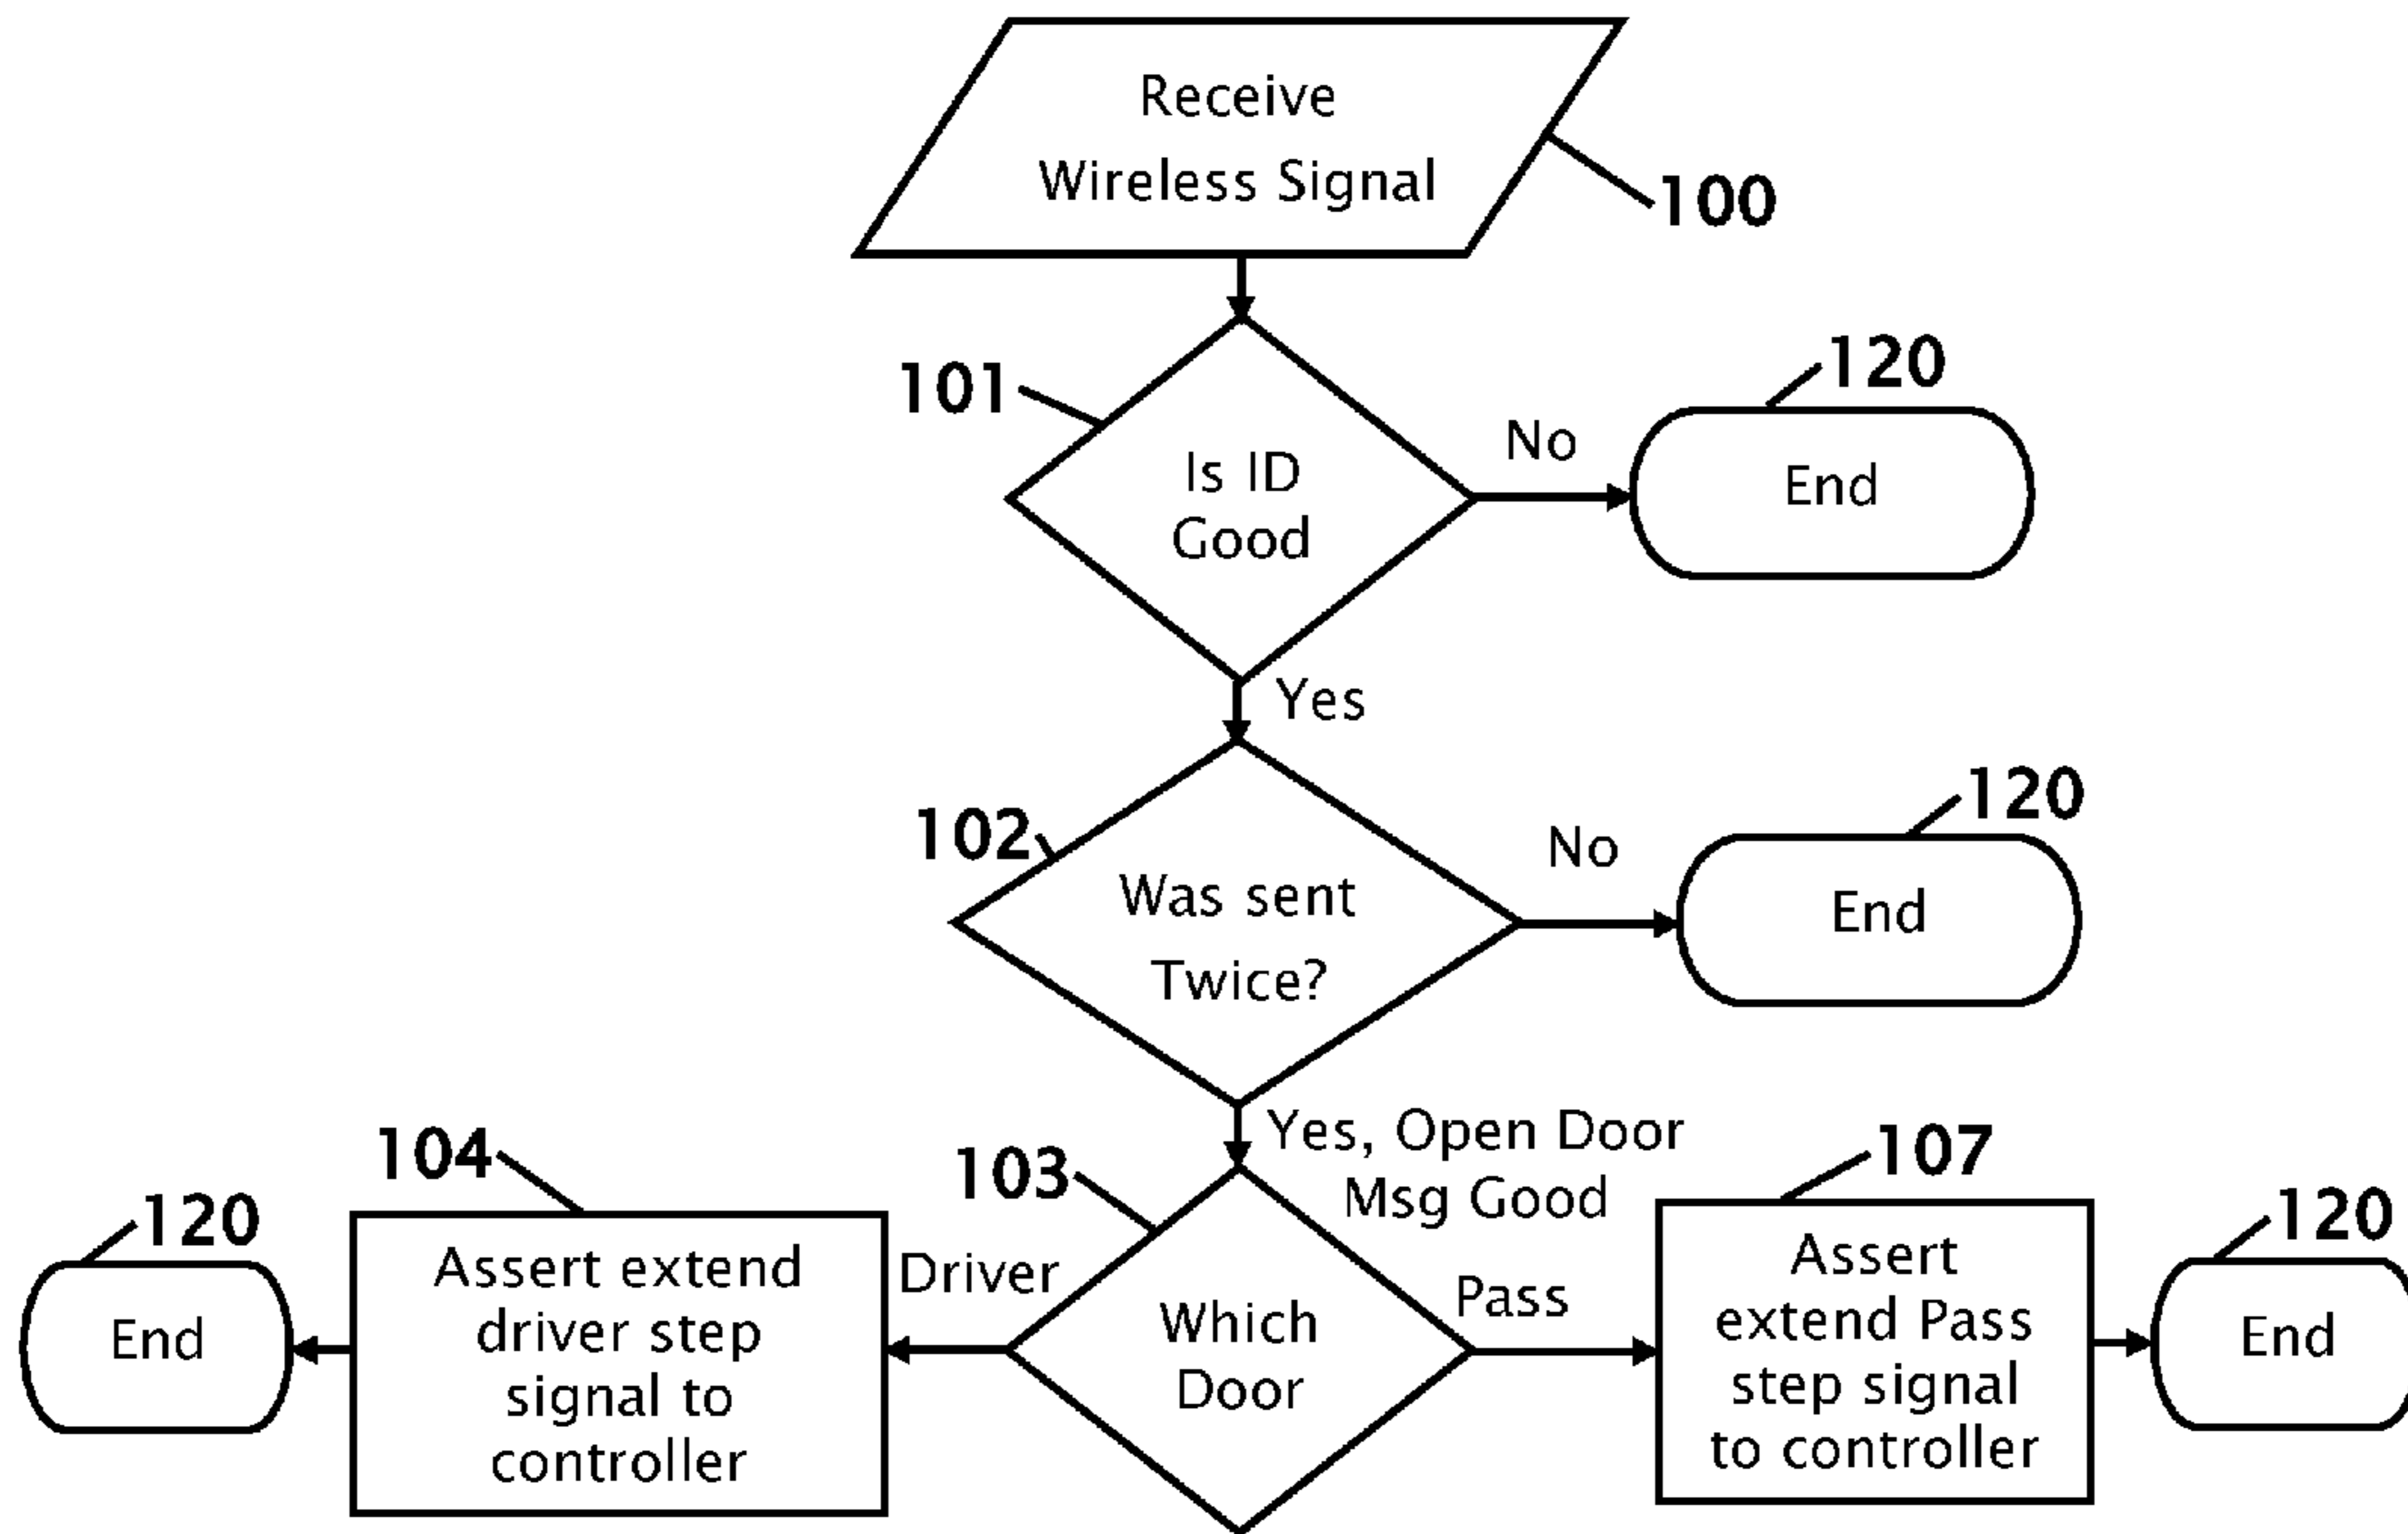 Receive
Wireless Signal
100
101
Is ID
Good
No
120
End
Yes
102
Was sent
Twice?
No
120
End
Yes, Open Door
Msg Good
103
Which
Door
Driver
104
Assert extend
driver step
signal to
controller
120
End
Pass
107
Assert
extend Pass
step signal
to controller
120
End